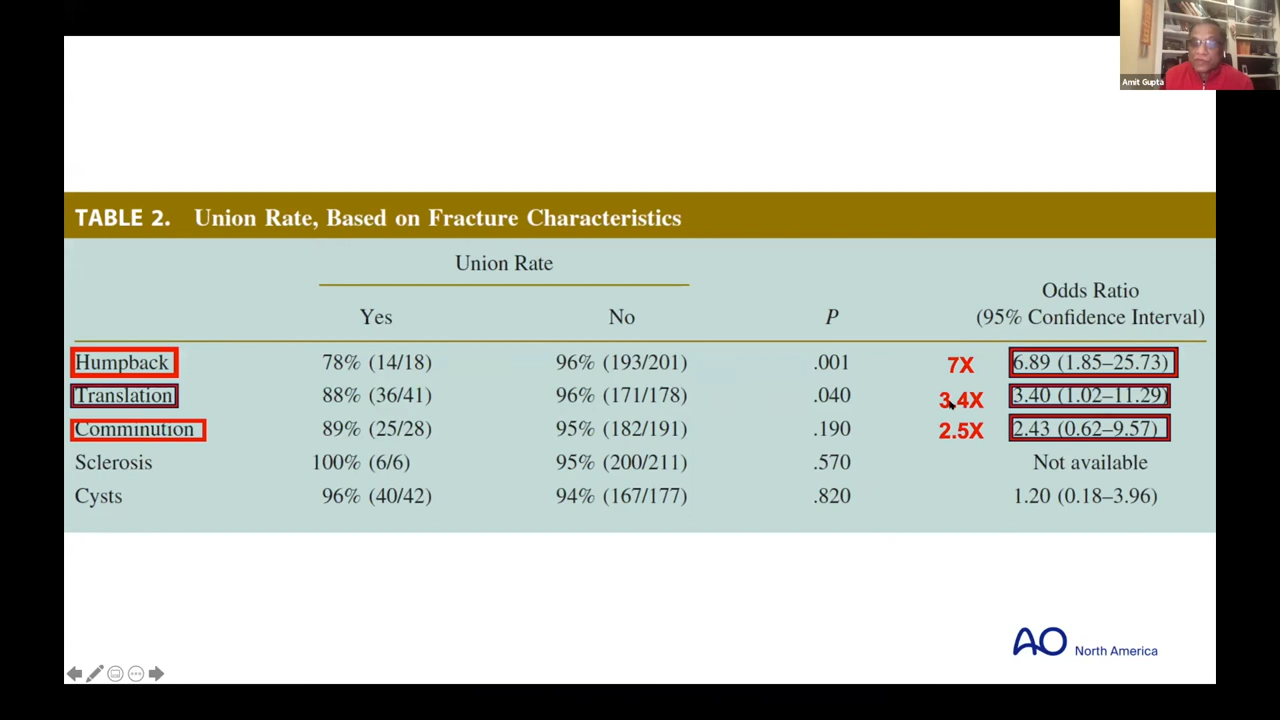 Amit Gupta
TABLE 2. Union Rate, Based on Fracture Characteristics
Union Rate
Odds Ratio
Yes No P (95% Confidence Interval)
Humpback 78% (14/18) 96% (193/201) .001 7X 6.89 (1.85–25.73)
Translation 88% (36/41) 96% (171/178) .040 3.4X 3.40 (1.02–11.29)
Comminution 89% (25/28) 95% (182/191) .190 2.5X 2.43 (0.62–9.57)
Sclerosis 100% (6/6) 95% (200/211) .570 Not available
Cysts 96% (40/42) 94% (167/177) .820 1.20 (0.18–3.96)
AO North America